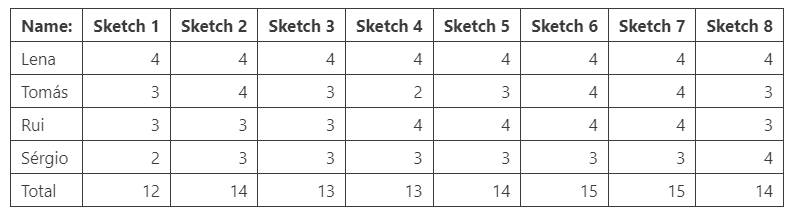 Name: Sketch 1 Sketch 2 Sketch 3 Sketch 4 Sketch 5 Sketch 6 Sketch 7 Sketch 8
Lena 4 4 4 4 4 4 4 4
Tomás 3 4 3 2 3 4 4 3
Rui 3 3 3 4 4 4 4 3
Sérgio 2 3 3 3 3 3 3 4
Total 12 14 13 13 14 15 15 14